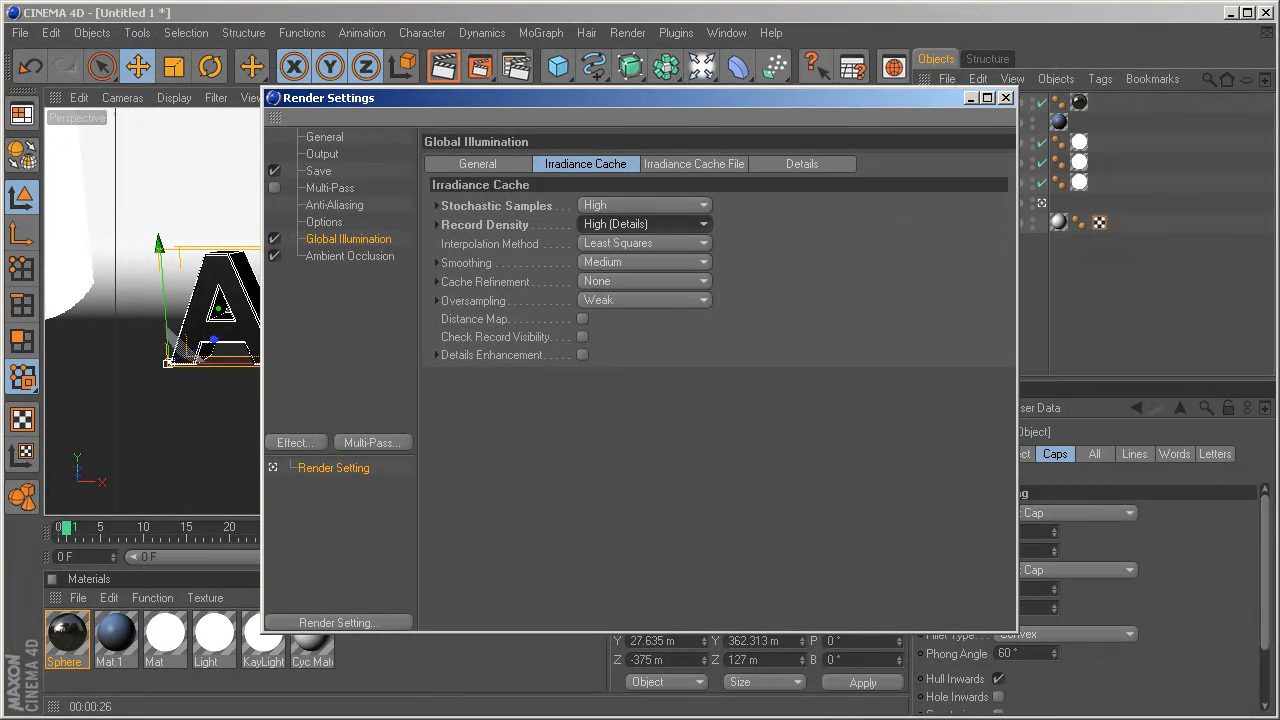 CINEMA 4D - [Untitled 1 *]
File Edit Objects Tools Selection Structure Functions Animation Character Dynamics MoGraph Hair Render Plugins Window Help
X Y Z
Objects Structure
File Edit View Objects Tags Bookmarks
Edit Cameras Display Filter
Perspective
Render Settings
General
Output
Save
Multi-Pass
Anti-Aliasing
Options
Global Illumination
Ambient Occlusion
Effect... Multi-Pass...
Render Setting
Render Setting...
Global Illumination
General Irradiance Cache Irradiance Cache File Details
Irradiance Cache
Stochastic Samples . . . High
Record Density . . . . . High (Details)
Interpolation Method . . Least Squares
Smoothing . . . . . . . . Medium
Cache Refinement . . . . None
Oversampling . . . . . . Weak
Distance Map. . . . . . .
Check Record Visibility.
Details Enhancement. . . .
A
Y
Z
X
0 1 5 10 15 20
0 F 0 F
Materials
File Edit Function Texture
Sphere Mat.1 Mat Light KayLight Cyc Mat
00:00:26
MAXON
CINEMA 4D
Y 27.635 m Y 362.313 m P 0 °
Z -375 m Z 127 m B 0 °
Object Size Apply
ser Data
Object]
ct Caps All Lines Words Letters
ng
Cap
Cap
Convex
Phong Angle 60 °
Hull Inwards
Hole Inwards